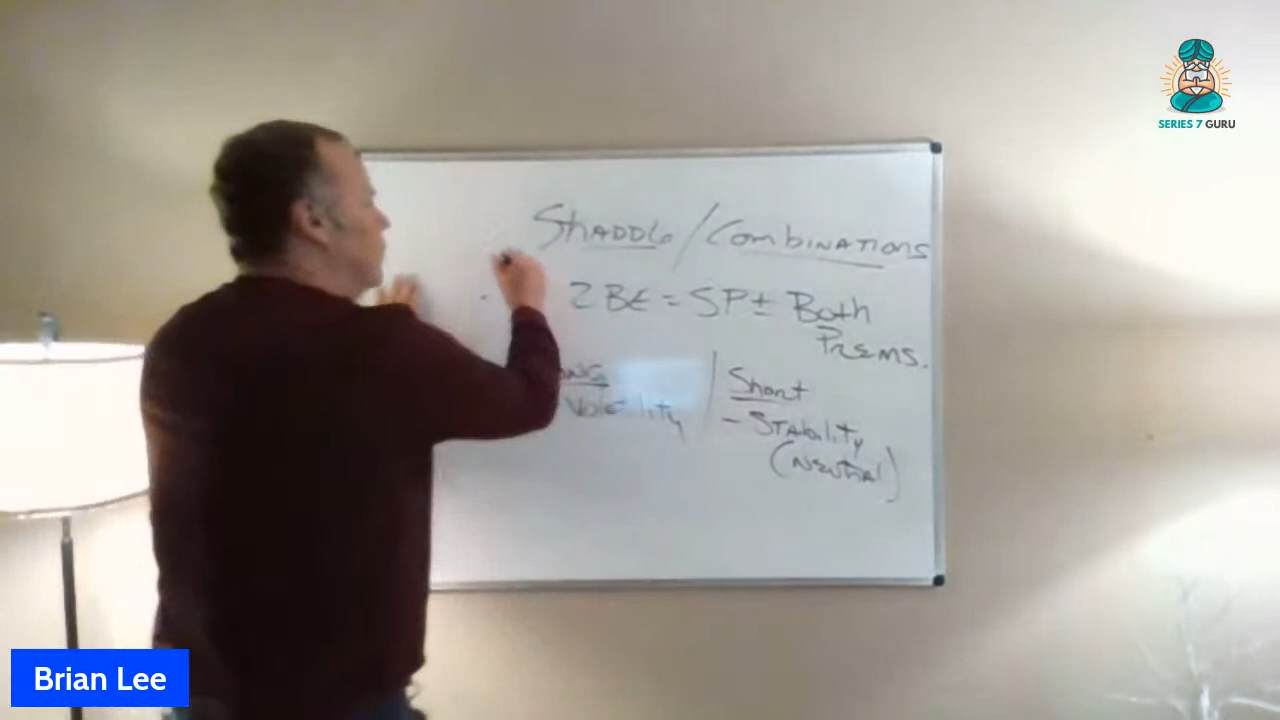 SERIES 7 GURU
StRADDLe / COMbINATIONS
2 BE = SP ± Both
Prems.
Short
Volatility
- STAbility
(Neutral)
Brian Lee